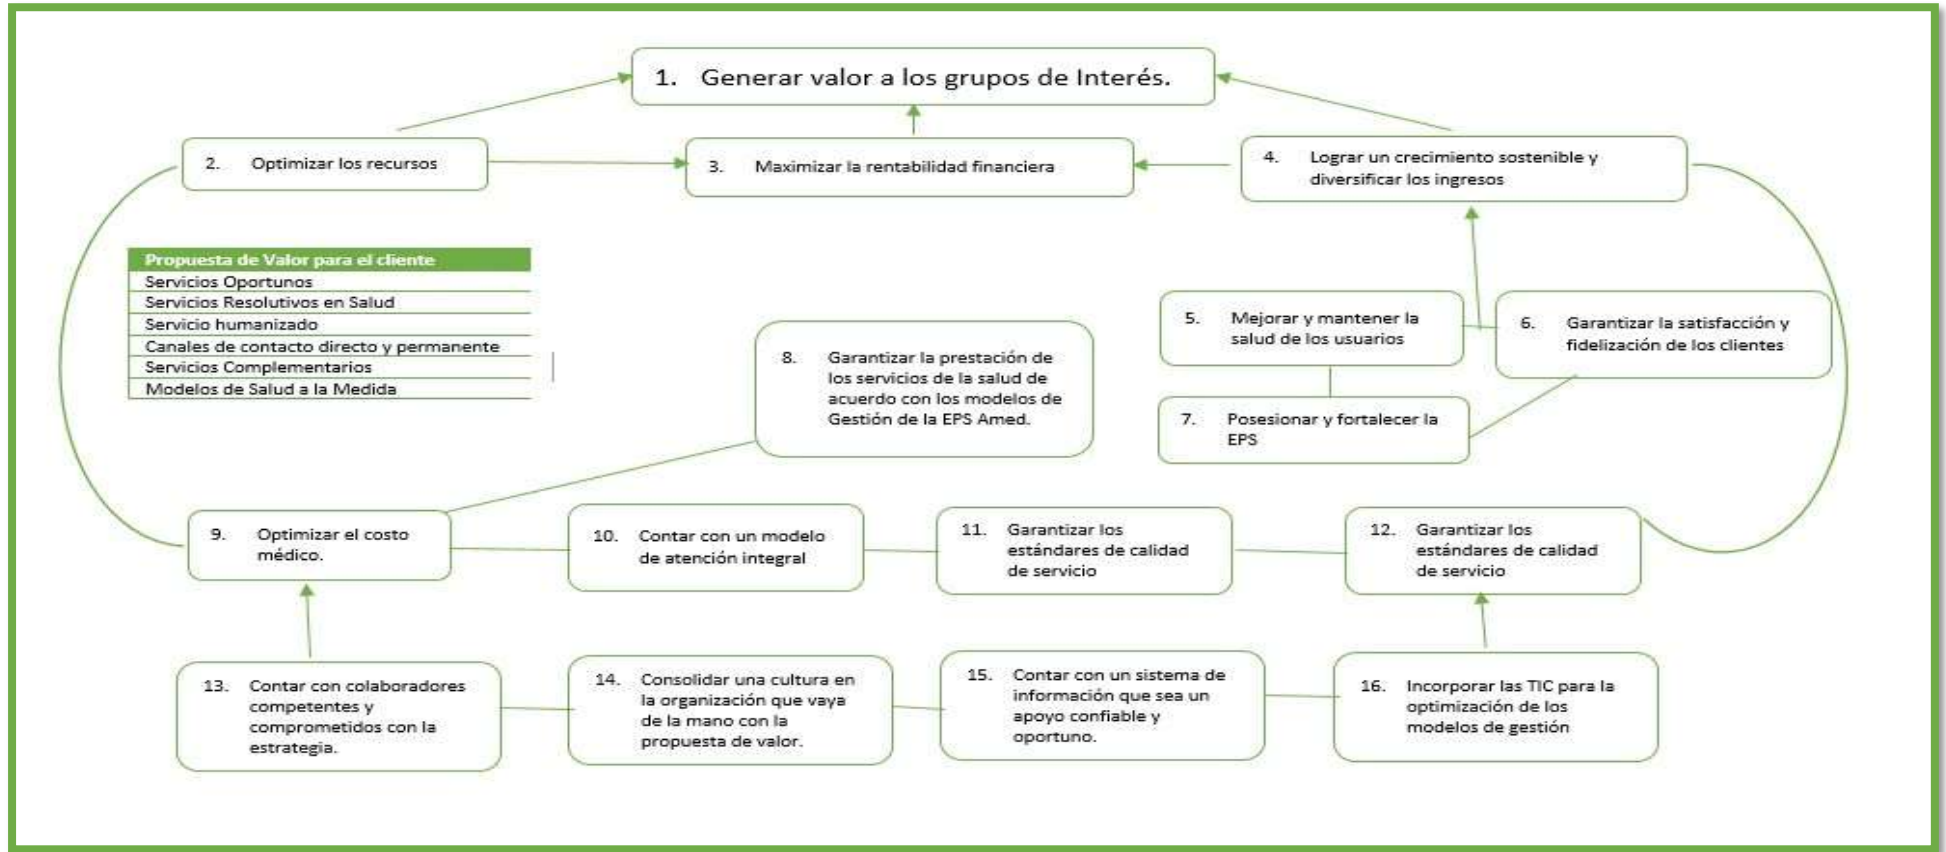 1. Generar valor a los grupos de Interés.
2. Optimizar los recursos
3. Maximizar la rentabilidad financiera
4. Lograr un crecimiento sostenible y
diversificar los ingresos
Propuesta de Valor para el cliente
Servicios Oportunos
Servicios Resolutivos en Salud
Servicio humanizado
Canales de contacto directo y permanente
Servicios Complementarios
Modelos de Salud a la Medida
5. Mejorar y mantener la
salud de los usuarios
6. Garantizar la satisfacción y
fidelización de los clientes
7. Posesionar y fortalecer la
EPS
8. Garantizar la prestación de
los servicios de la salud de
acuerdo con los modelos de
Gestión de la EPS Amed.
9. Optimizar el costo
médico.
10. Contar con un modelo
de atención integral
11. Garantizar los
estándares de calidad
de servicio
12. Garantizar los
estándares de calidad
de servicio
13. Contar con colaboradores
competentes y
comprometidos con la
estrategia.
14. Consolidar una cultura en
la organización que vaya
de la mano con la
propuesta de valor.
15. Contar con un sistema de
información que sea un
apoyo confiable y
oportuno.
16. Incorporar las TIC para la
optimización de los
modelos de gestión